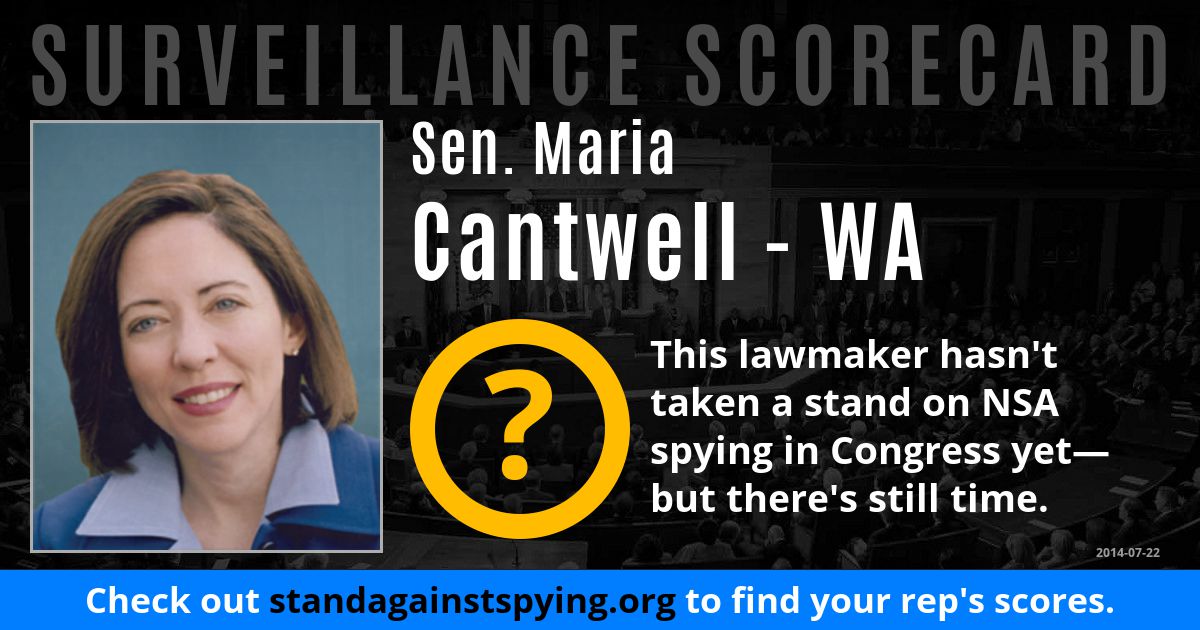 SURVEILLANCE SCORECARD
Sen. Maria
Cantwell - WA
?
This lawmaker hasn't
taken a stand on NSA
spying in Congress yet—
but there's still time.
2014-07-22
Check out standagainstspying.org to find your rep's scores.